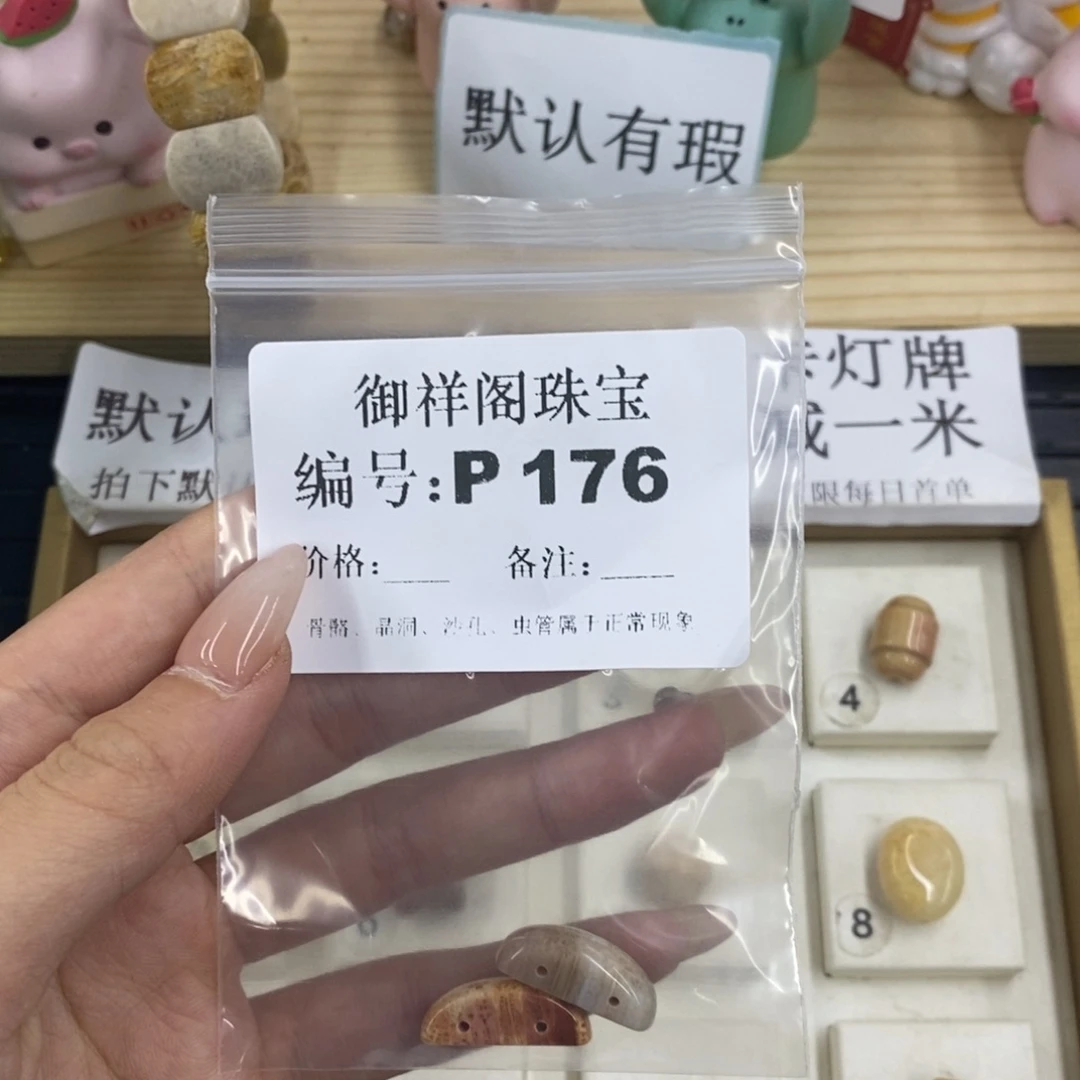 默认有瑕
默认
拍下默
御祥阁珠宝
编号:P 176
价格:____ 备注:____
骨骼、晶洞、沙化、虫管属于正常现象
灯牌
成一米
限每日首单
4
8